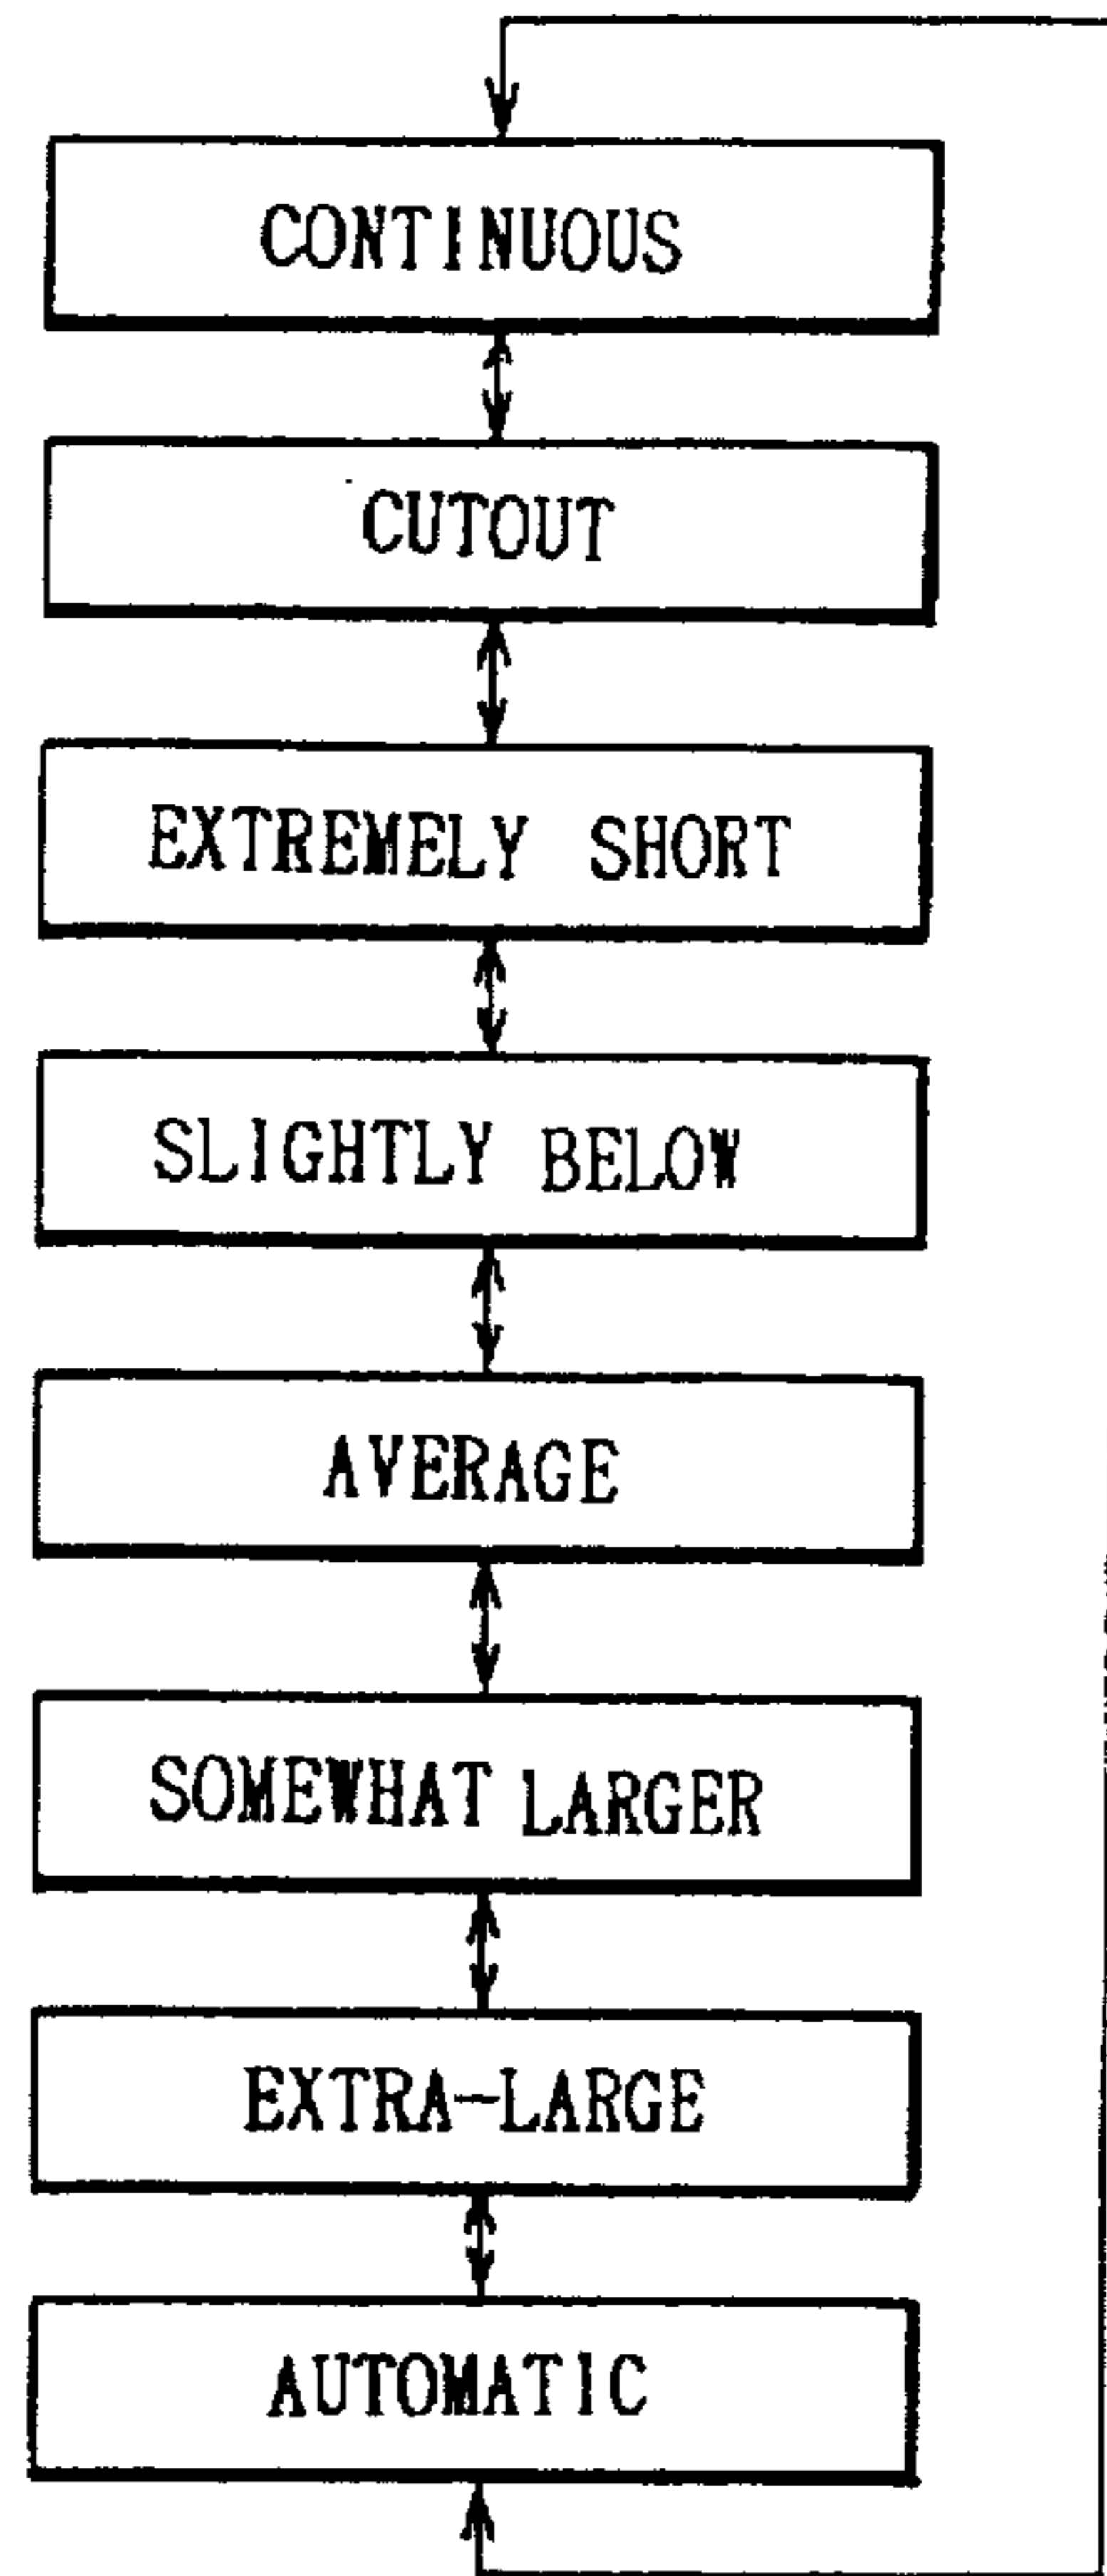 CONTINUOUS
CUTOUT
EXTREMELY SHORT
SLIGHTLY BELOW
AVERAGE
SOMEWHAT LARGER
EXTRA-LARGE
AUTOMATIC